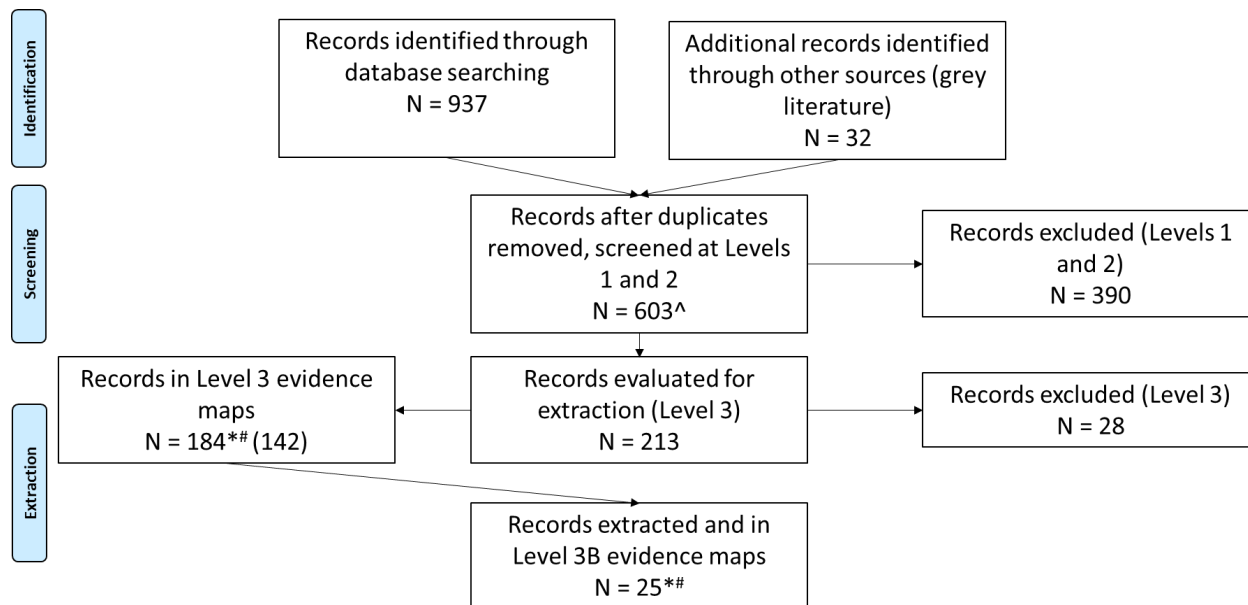 Identification
Records identified through
database searching
N = 937
Additional records identified
through other sources (grey
literature)
N = 32
Screening
Records after duplicates
removed, screened at Levels
1 and 2
N = 603^
Records excluded (Levels 1
and 2)
N = 390
Extraction
Records in Level 3 evidence
maps
N = 184*# (142)
Records evaluated for
extraction (Level 3)
N = 213
Records excluded (Level 3)
N = 28
Records extracted and in
Level 3B evidence maps
N = 25*#